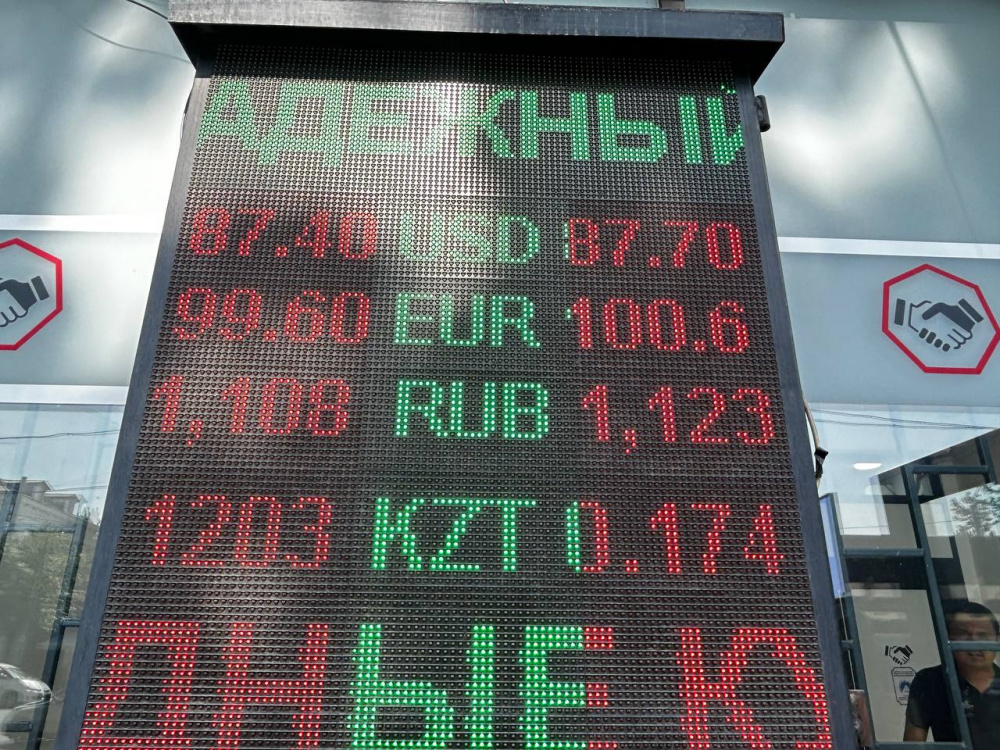 АДЕЖНЫЙ
87.40 USD 87.70
99.60 EUR 100.6
1,108 RUB 1,123
1203 KZT 0.174
ДНЫЕ К